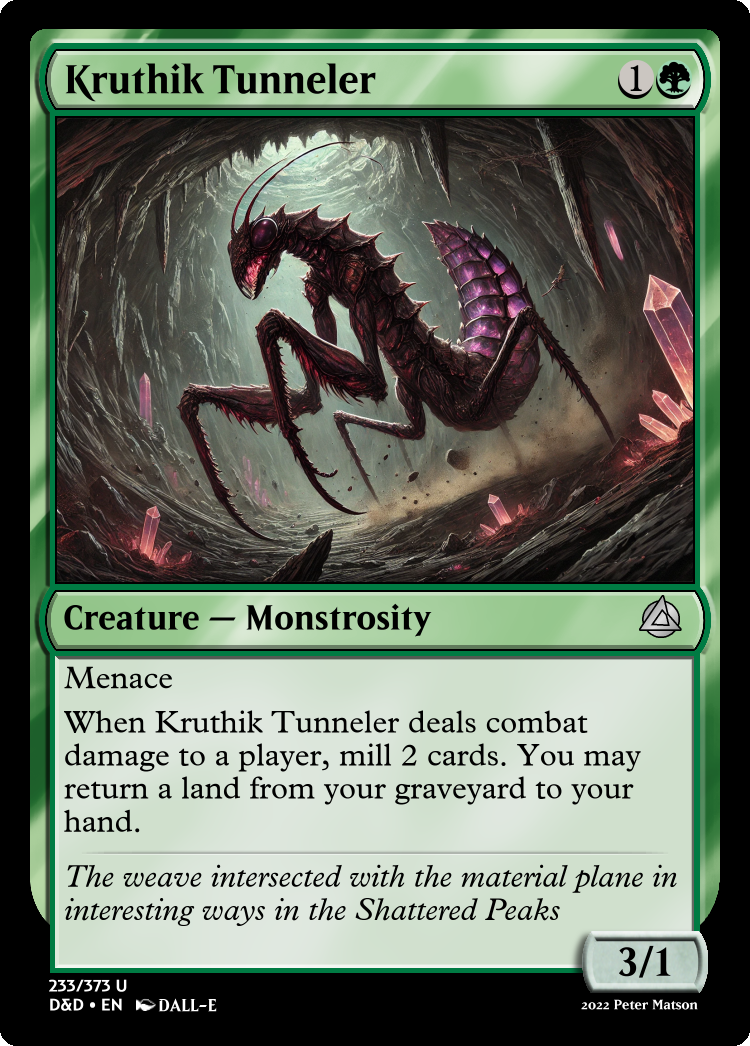 Kruthik Tunneler 1
Creature — Monstrosity
Menace
When Kruthik Tunneler deals combat
damage to a player, mill 2 cards. You may
return a land from your graveyard to your
hand.
The weave intersected with the material plane in
interesting ways in the Shattered Peaks
3/1
233/373 U
D&D • EN DALL-E
2022 Peter Matson